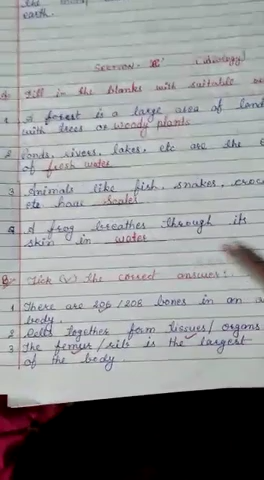 the
earth.
Section 'B' (Biology)
Fill in the blanks with suitable
1 A forest is a large area of land
with trees or woody plants
2 Ponds, rivers, lakes, etc are the
of fresh water
3 Animals like fish, snakes, croc
etc have scales
4 A frog breathes through its
skin in water
B Tick (✓) the correct answer:
1 There are 206/208 bones in an a
body.
2 Cells together form tissues/organs
3 The femur/rib is the largest
of the body